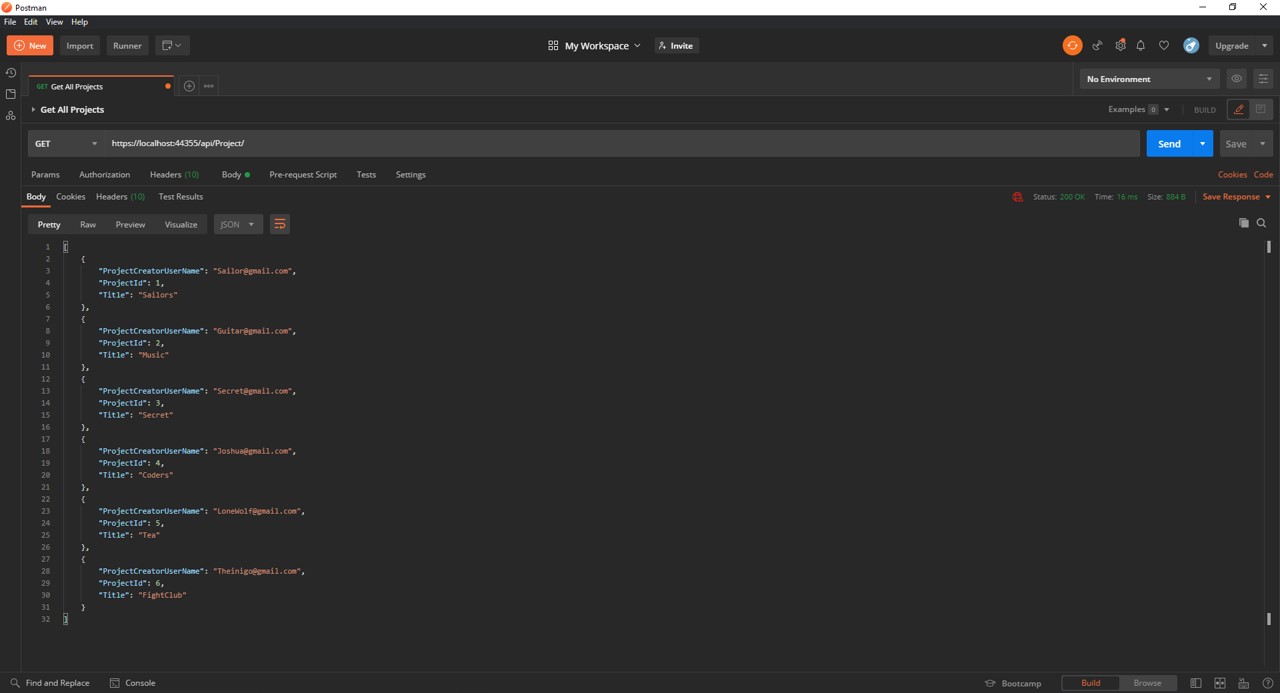 Postman
File Edit View Help
New Import Runner My Workspace Invite Upgrade
GET Get All Projects No Environment
Get All Projects Examples 0 BUILD
GET https://localhost:44355/api/Project/ Send Save
Params Authorization Headers (10) Body Pre-request Script Tests Settings Cookies Code
Body Cookies Headers (10) Test Results Status: 200 OK Time: 16 ms Size: 884 B Save Response
Pretty Raw Preview Visualize JSON
1 [
2 {
3 "ProjectCreatorUserName": "Sailor@gmail.com",
4 "ProjectId": 1,
5 "Title": "Sailors"
6 },
7 {
8 "ProjectCreatorUserName": "Guitar@gmail.com",
9 "ProjectId": 2,
10 "Title": "Music"
11 },
12 {
13 "ProjectCreatorUserName": "Secret@gmail.com",
14 "ProjectId": 3,
15 "Title": "Secret"
16 },
17 {
18 "ProjectCreatorUserName": "Joshua@gmail.com",
19 "ProjectId": 4,
20 "Title": "Coders"
21 },
22 {
23 "ProjectCreatorUserName": "LoneWolf@gmail.com",
24 "ProjectId": 5,
25 "Title": "Tea"
26 },
27 {
28 "ProjectCreatorUserName": "Theinigo@gmail.com",
29 "ProjectId": 6,
30 "Title": "FightClub"
31 }
32 ]
Find and Replace Console Bootcamp Build Browse